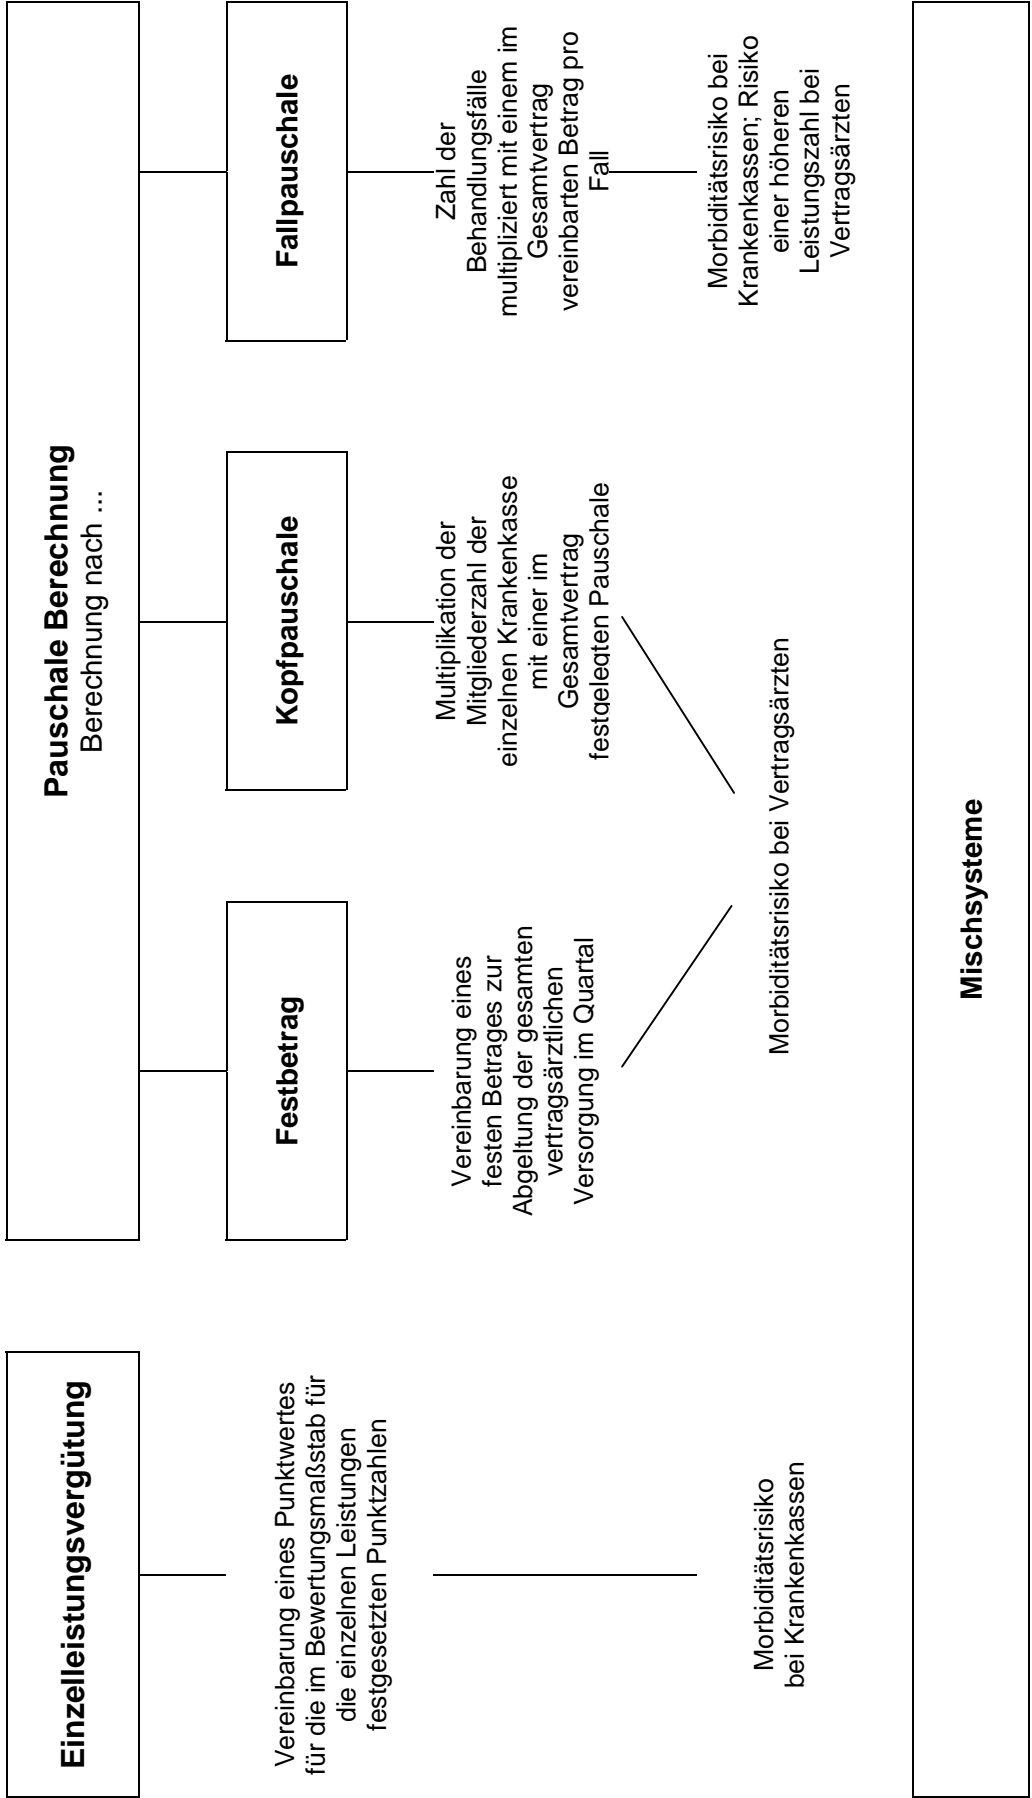 Einzelleistungsvergütung
Vereinbarung eines Punktwertes
für die im Bewertungsmaßstab für
die einzelnen Leistungen
festgesetzten Punktzahlen
Morbiditätsrisiko
bei Krankenkassen
Pauschale Berechnung
Berechnung nach ...
Festbetrag
Vereinbarung eines
festen Betrages zur
Abgeltung der gesamten
vertragsärztlichen
Versorgung im Quartal
Kopfpauschale
Multiplikation der
Mitgliederzahl der
einzelnen Krankenkasse
mit einer im
Gesamtvertrag
festgelegten Pauschale
Morbiditätsrisiko bei Vertragsärzten
Fallpauschale
Zahl der
Behandlungsfälle
multipliziert mit einem im
Gesamtvertrag
vereinbarten Betrag pro
Fall
Morbiditätsrisiko bei
Krankenkassen; Risiko
einer höheren
Leistungszahl bei
Vertragsärzten
Mischsysteme